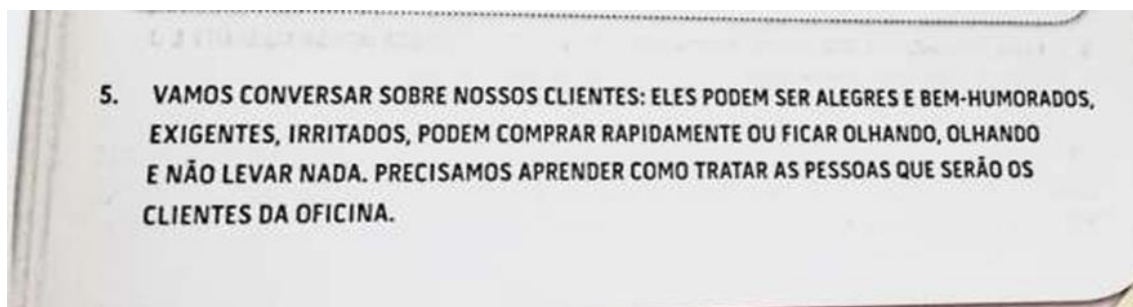 5. VAMOS CONVERSAR SOBRE NOSSOS CLIENTES: ELES PODEM SER ALEGRES E BEM-HUMORADOS,
EXIGENTES, IRRITADOS, PODEM COMPRAR RAPIDAMENTE OU FICAR OLHANDO, OLHANDO
E NÃO LEVAR NADA. PRECISAMOS APRENDER COMO TRATAR AS PESSOAS QUE SERÃO OS
CLIENTES DA OFICINA.